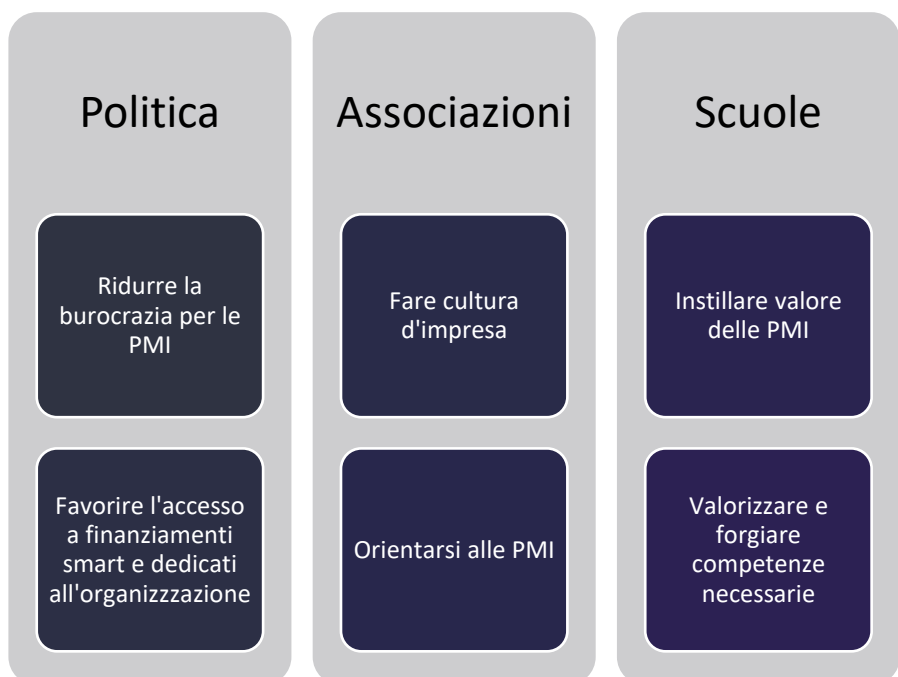 Politica
Ridurre la
burocrazia per le
PMI
Favorire l'accesso
a finanziamenti
smart e dedicati
all'organizzzazione
Associazioni
Fare cultura
d'impresa
Orientarsi alle PMI
Scuole
Instillare valore
delle PMI
Valorizzare e
forgiare
competenze
necessarie